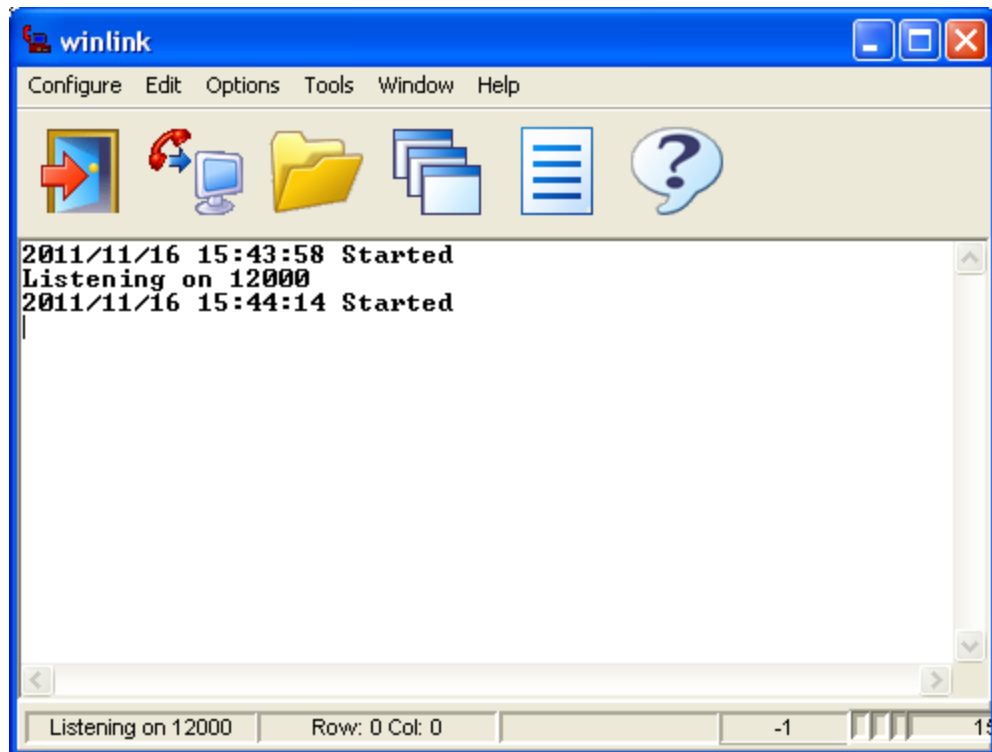 winlink
Configure Edit Options Tools Window Help
2011/11/16 15:43:58 Started
Listening on 12000
2011/11/16 15:44:14 Started
Listening on 12000 Row: 0 Col: 0 -1